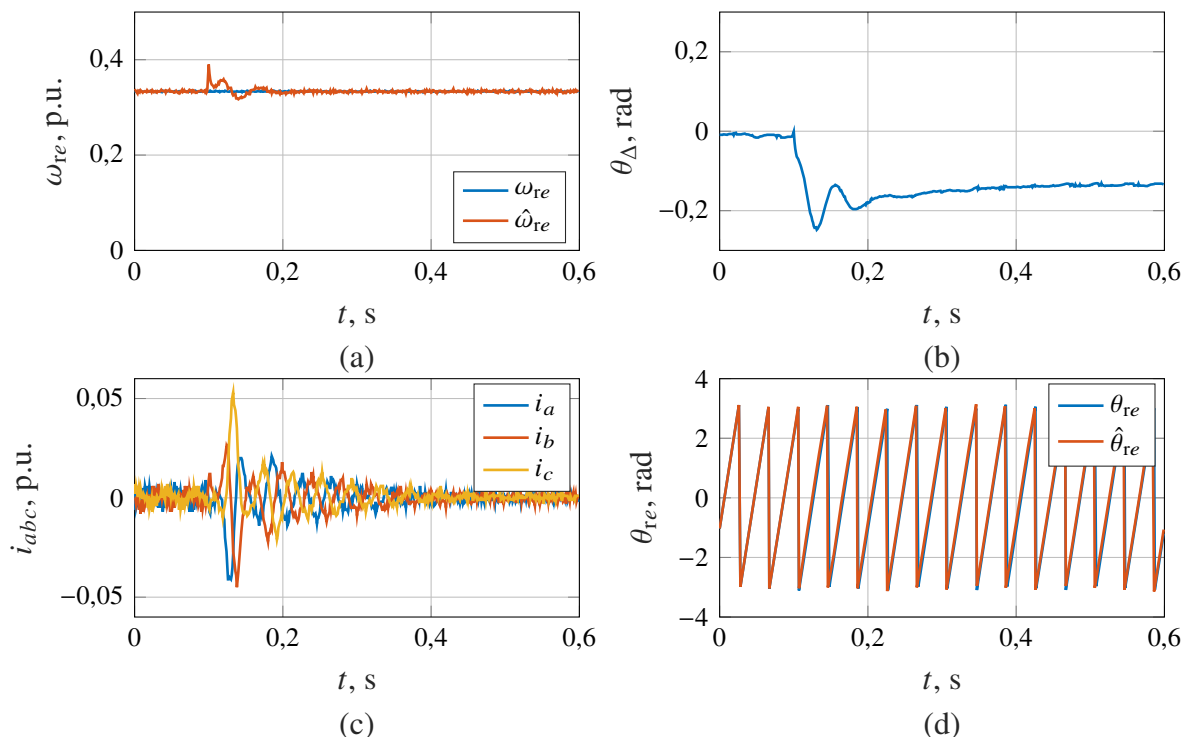 0,4
0,2
0
ω_re, p.u.
ω_re
ω̂_re
0 0,2 0,4 0,6
t, s
(a)
0,2
0
−0,2
θ_Δ, rad
0 0,2 0,4 0,6
t, s
(b)
0,05
0
−0,05
i_abc, p.u.
i_a
i_b
i_c
0 0,2 0,4 0,6
t, s
(c)
4
2
0
−2
−4
θ_re, rad
θ_re
θ̂_re
0 0,2 0,4 0,6
t, s
(d)